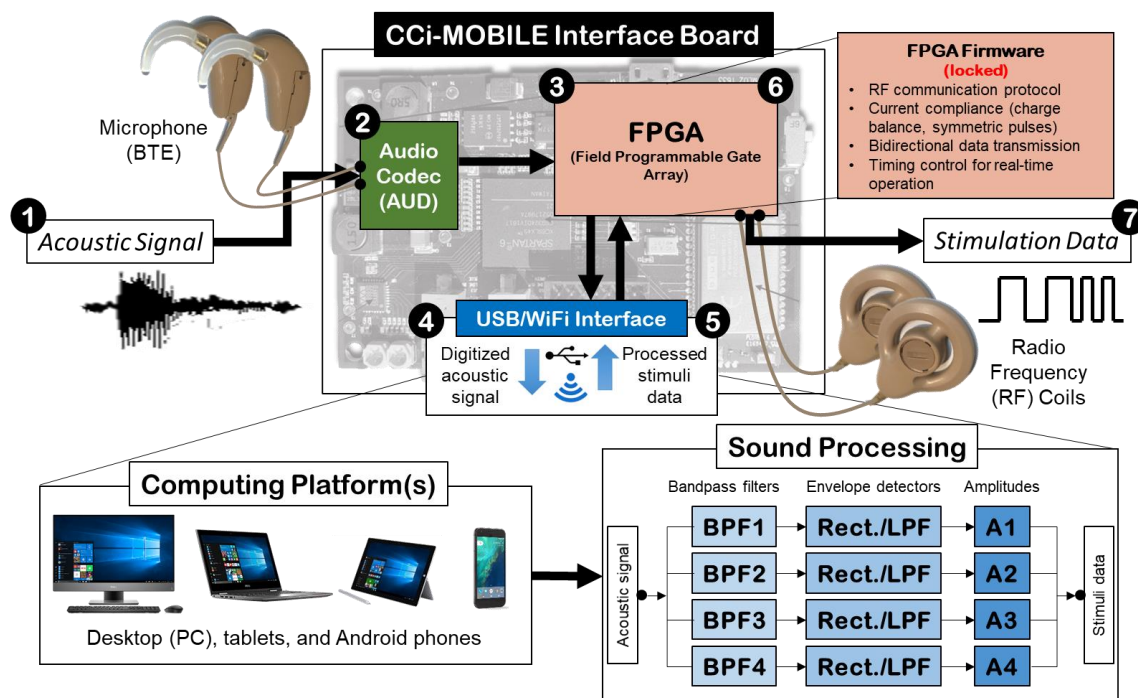 CCi-MOBILE Interface Board
Microphone
(BTE)
1
Acoustic Signal
2
Audio
Codec
(AUD)
3
6
FPGA
(Field Programmable Gate
Array)
SPARTAN 6
FPGA Firmware
(locked)
• RF communication protocol
• Current compliance (charge
balance, symmetric pulses)
• Bidirectional data transmission
• Timing control for real-time
operation
7
Stimulation Data
4
USB/WiFi Interface
5
Digitized
acoustic
signal
Processed
stimuli
data
Radio
Frequency
(RF) Coils
Computing Platform(s)
Desktop (PC), tablets, and Android phones
Sound Processing
Bandpass filters
Envelope detectors
Amplitudes
Acoustic signal
BPF1
Rect./LPF
A1
BPF2
Rect./LPF
A2
BPF3
Rect./LPF
A3
BPF4
Rect./LPF
A4
Stimuli data